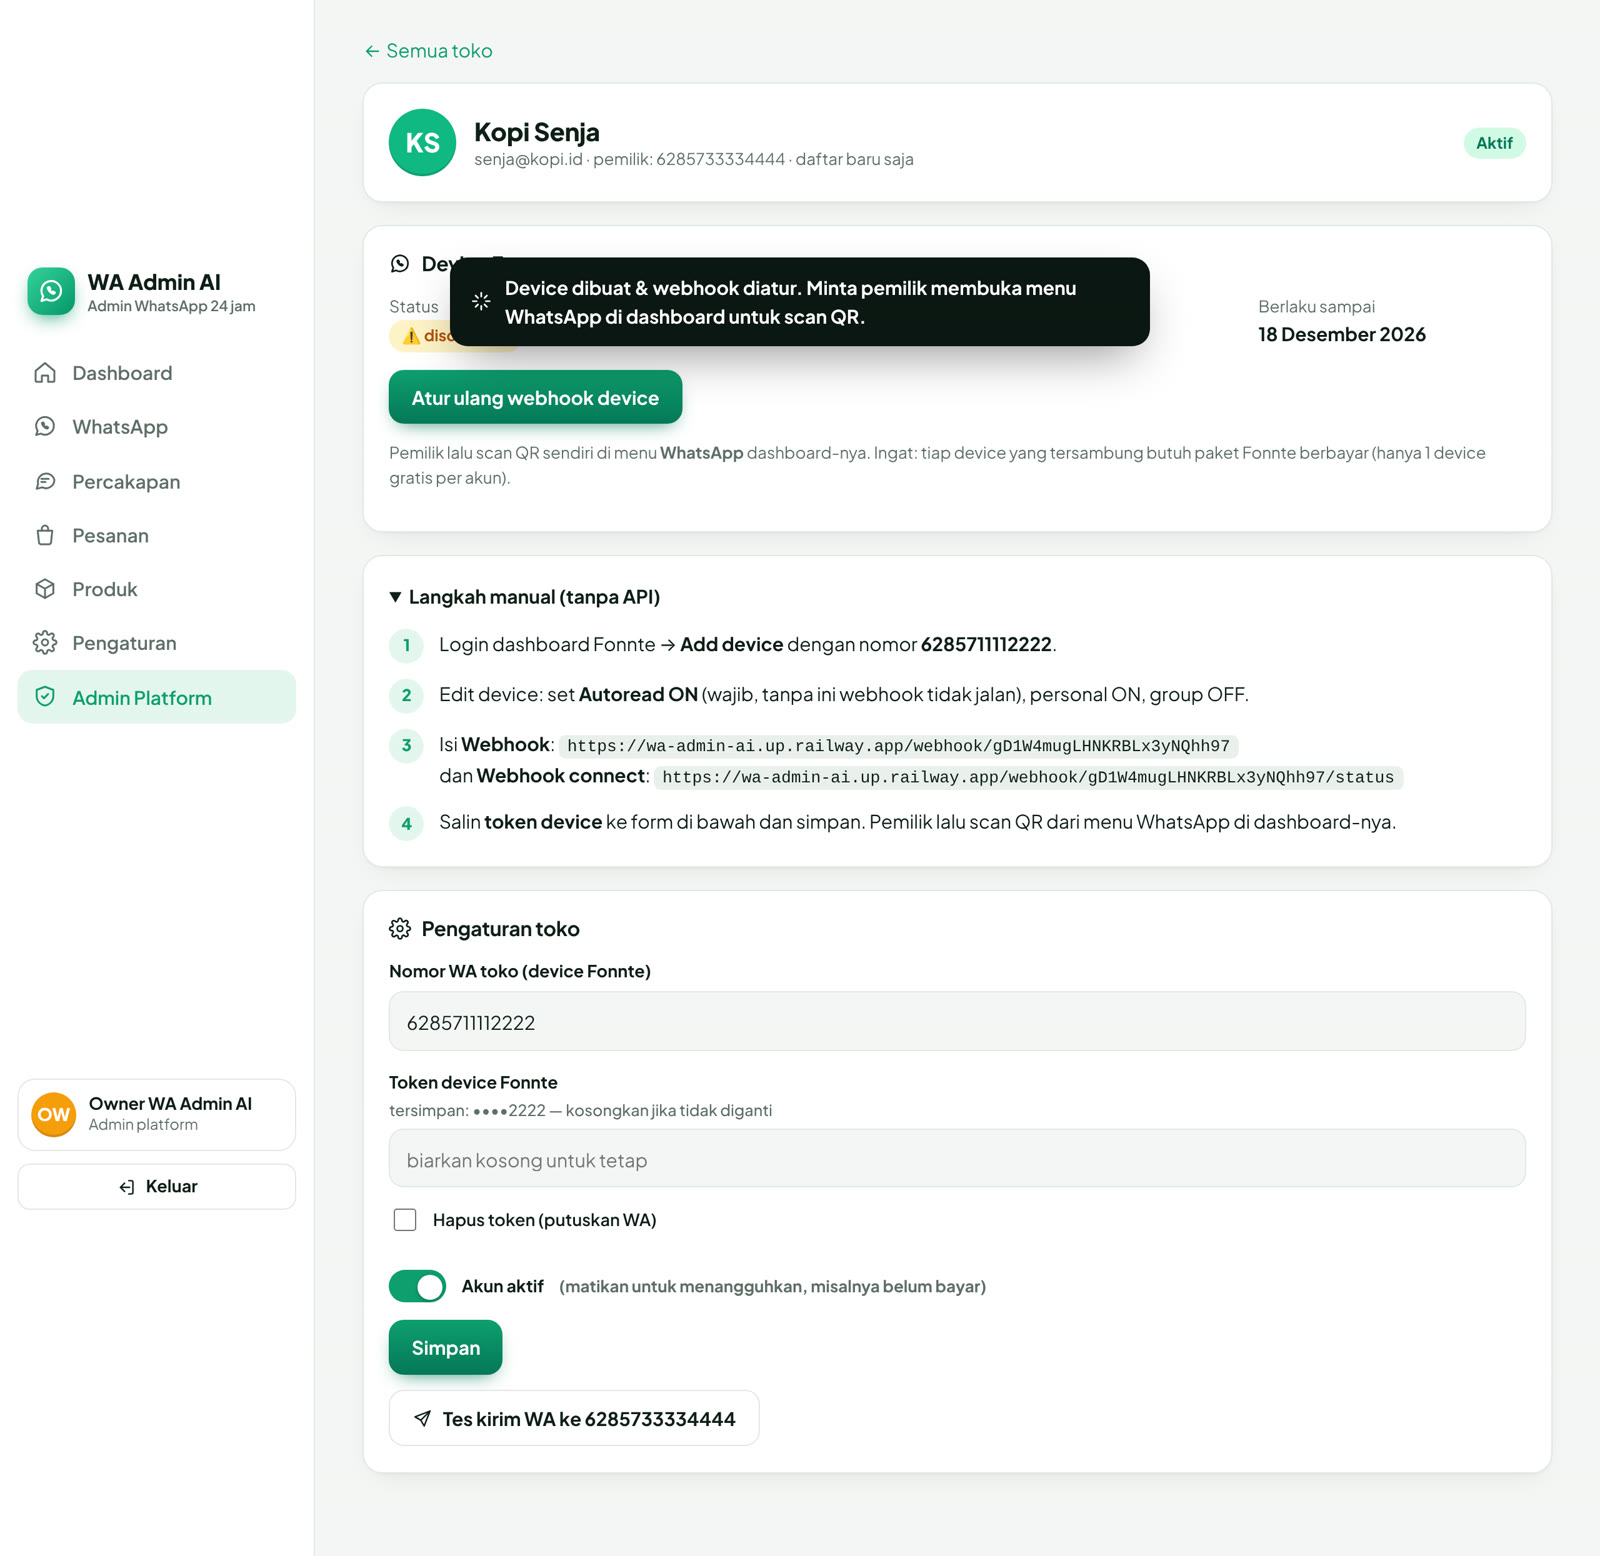 ← Semua toko
KS
Kopi Senja
senja@kopi.id · pemilik: 6285733334444 · daftar baru saja
Aktif
WA Admin AI
Admin WhatsApp 24 jam
Dashboard
WhatsApp
Percakapan
Pesanan
Produk
Pengaturan
Admin Platform
Owner WA Admin AI
Admin platform
OW
Keluar
Device dibuat & webhook diatur. Minta pemilik membuka menu
WhatsApp di dashboard untuk scan QR.
Status
Berlaku sampai
18 Desember 2026
Atur ulang webhook device
Pemilik lalu scan QR sendiri di menu WhatsApp dashboard-nya. Ingat: tiap device yang tersambung butuh paket Fonnte berbayar (hanya 1 device
gratis per akun).
▼ Langkah manual (tanpa API)
1 Login dashboard Fonnte → Add device dengan nomor 6285711112222.
2 Edit device: set Autoread ON (wajib, tanpa ini webhook tidak jalan), personal ON, group OFF.
3 Isi Webhook: https://wa-admin-ai.up.railway.app/webhook/gD1W4mugLHNKRBLx3yNQhh97
dan Webhook connect: https://wa-admin-ai.up.railway.app/webhook/gD1W4mugLHNKRBLx3yNQhh97/status
4 Salin token device ke form di bawah dan simpan. Pemilik lalu scan QR dari menu WhatsApp di dashboard-nya.
Pengaturan toko
Nomor WA toko (device Fonnte)
6285711112222
Token device Fonnte
tersimpan: ••••2222 — kosongkan jika tidak diganti
biarkan kosong untuk tetap
Hapus token (putuskan WA)
Akun aktif (matikan untuk menangguhkan, misalnya belum bayar)
Simpan
Tes kirim WA ke 6285733334444